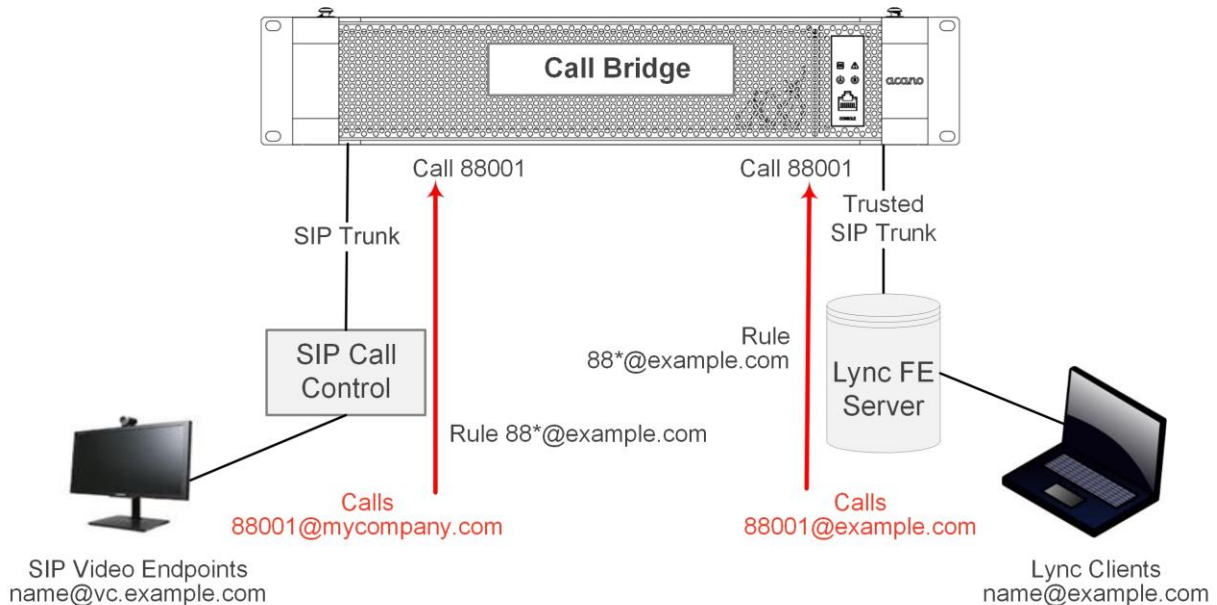 Call Bridge
acano
CONSOLE
Call 88001
Call 88001
SIP Trunk
Trusted
SIP Trunk
SIP Call
Control
Rule
88*@example.com
Lync FE
Server
Rule 88*@example.com
Calls
88001@mycompany.com
Calls
88001@example.com
SIP Video Endpoints
name@vc.example.com
Lync Clients
name@example.com